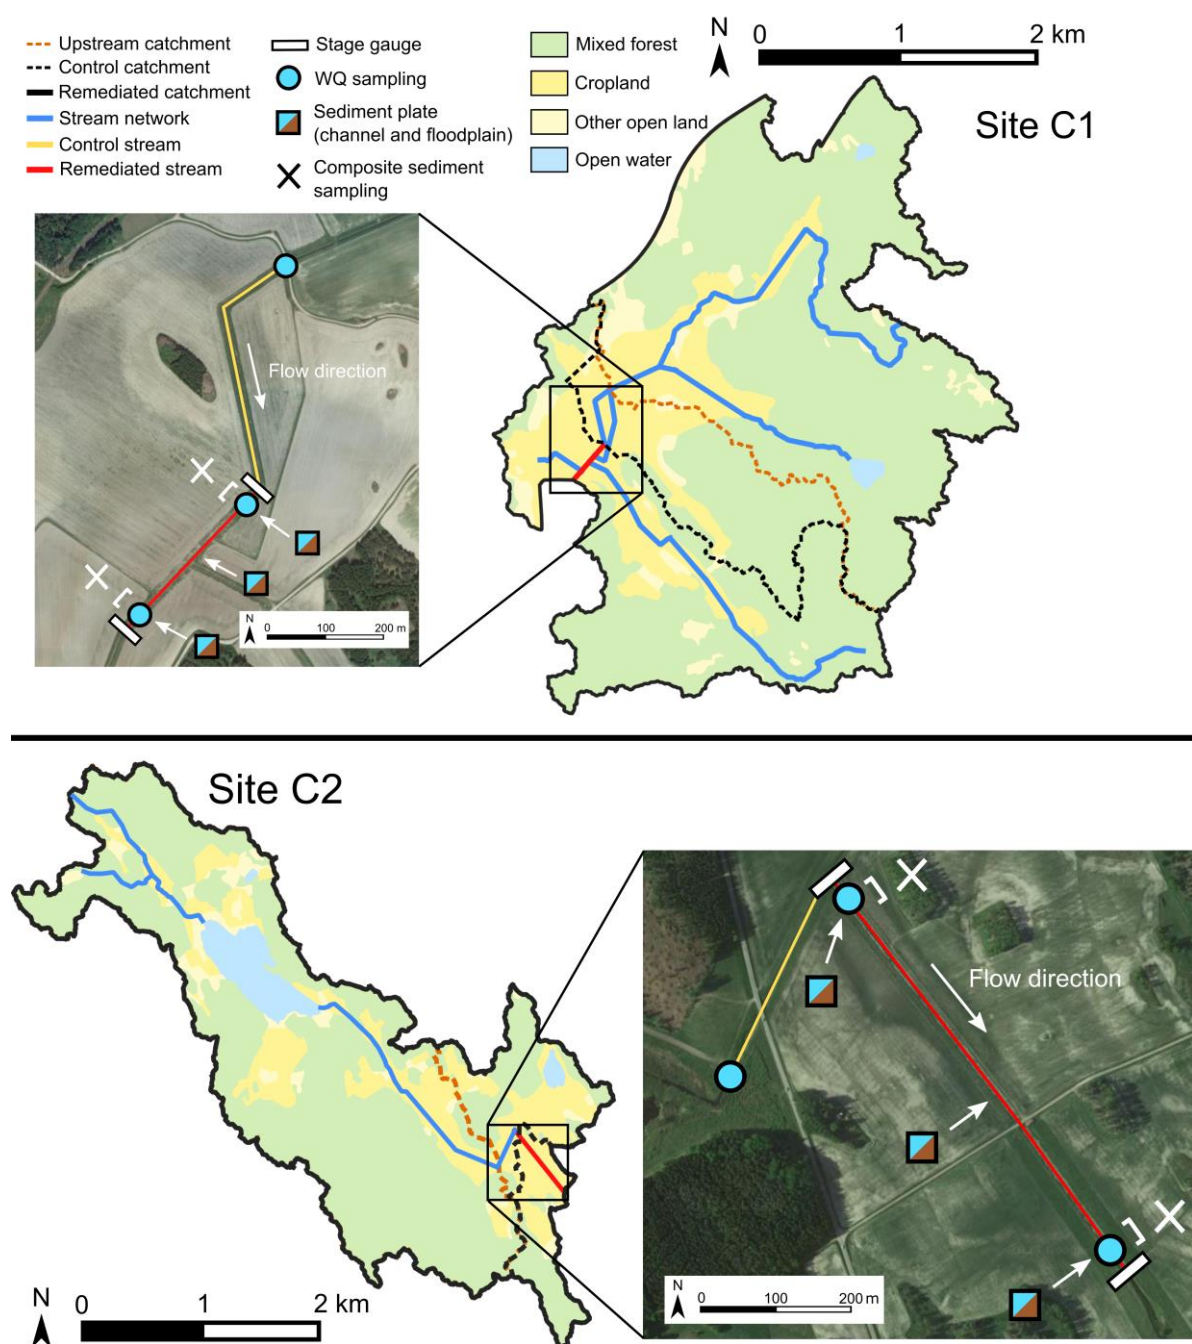 Upstream catchment
Control catchment
Remediated catchment
Stream network
Control stream
Remediated stream
Stage gauge
WQ sampling
Sediment plate
(channel and floodplain)
Composite sediment
sampling
Mixed forest
Cropland
Other open land
Open water
N
0 1 2 km
Site C1
Flow direction
N
0 100 200 m
Site C2
Flow direction
N
0 100 200 m
N
0 1 2 km